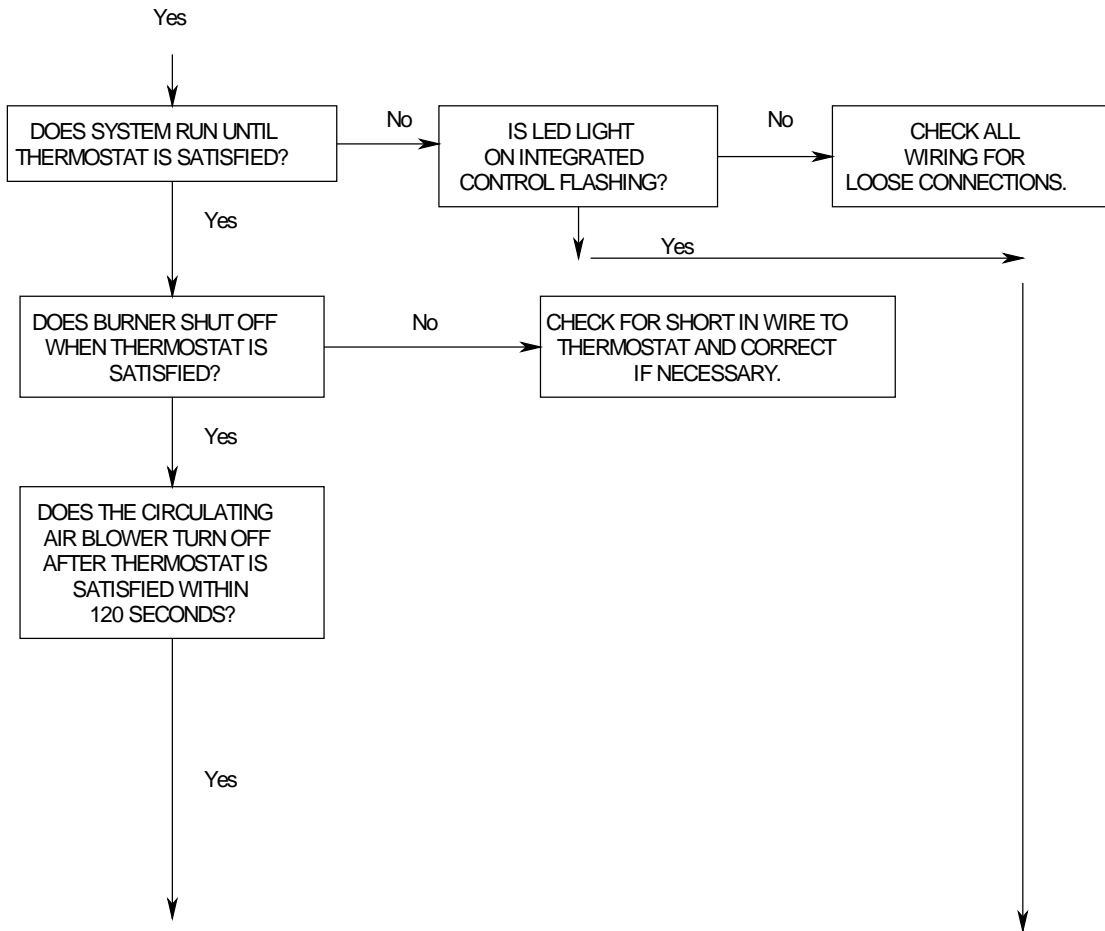 Yes
DOES SYSTEM RUN UNTIL
THERMOSTAT IS SATISFIED?
No
IS LED LIGHT
ON INTEGRATED
CONTROL FLASHING?
No
CHECK ALL
WIRING FOR
LOOSE CONNECTIONS.
Yes
Yes
DOES BURNER SHUT OFF
WHEN THERMOSTAT IS
SATISFIED?
No
CHECK FOR SHORT IN WIRE TO
THERMOSTAT AND CORRECT
IF NECESSARY.
Yes
DOES THE CIRCULATING
AIR BLOWER TURN OFF
AFTER THERMOSTAT IS
SATISFIED WITHIN
120 SECONDS?
Yes